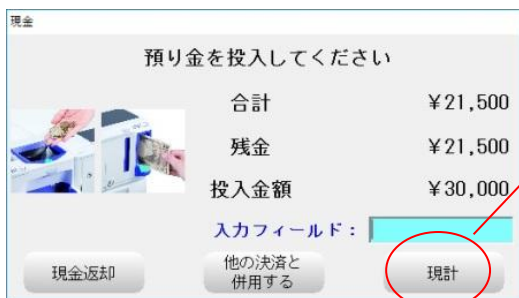 現金
預り金を投入してください
合計 ¥21,500
残金 ¥21,500
投入金額 ¥30,000
入力フィールド:
現金返却
他の決済と
併用する
現計